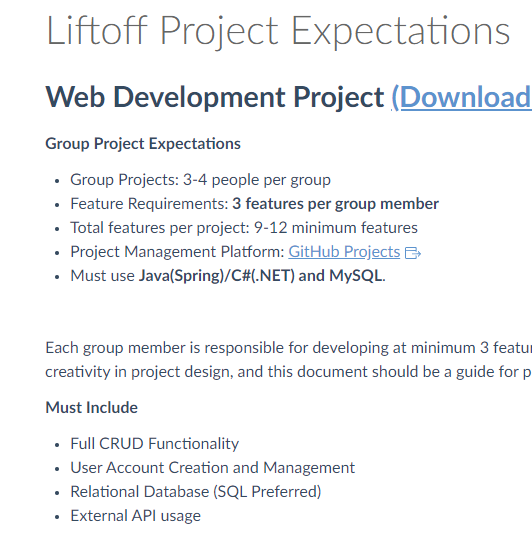 Liftoff Project Expectations
Web Development Project (Download
Group Project Expectations
• Group Projects: 3-4 people per group
• Feature Requirements: 3 features per group member
• Total features per project: 9-12 minimum features
• Project Management Platform: GitHub Projects
• Must use Java(Spring)/C#(.NET) and MySQL.
Each group member is responsible for developing at minimum 3
creativity in project design, and this document should be a guide for
Must Include
• Full CRUD Functionality
• User Account Creation and Management
• Relational Database (SQL Preferred)
• External API usage